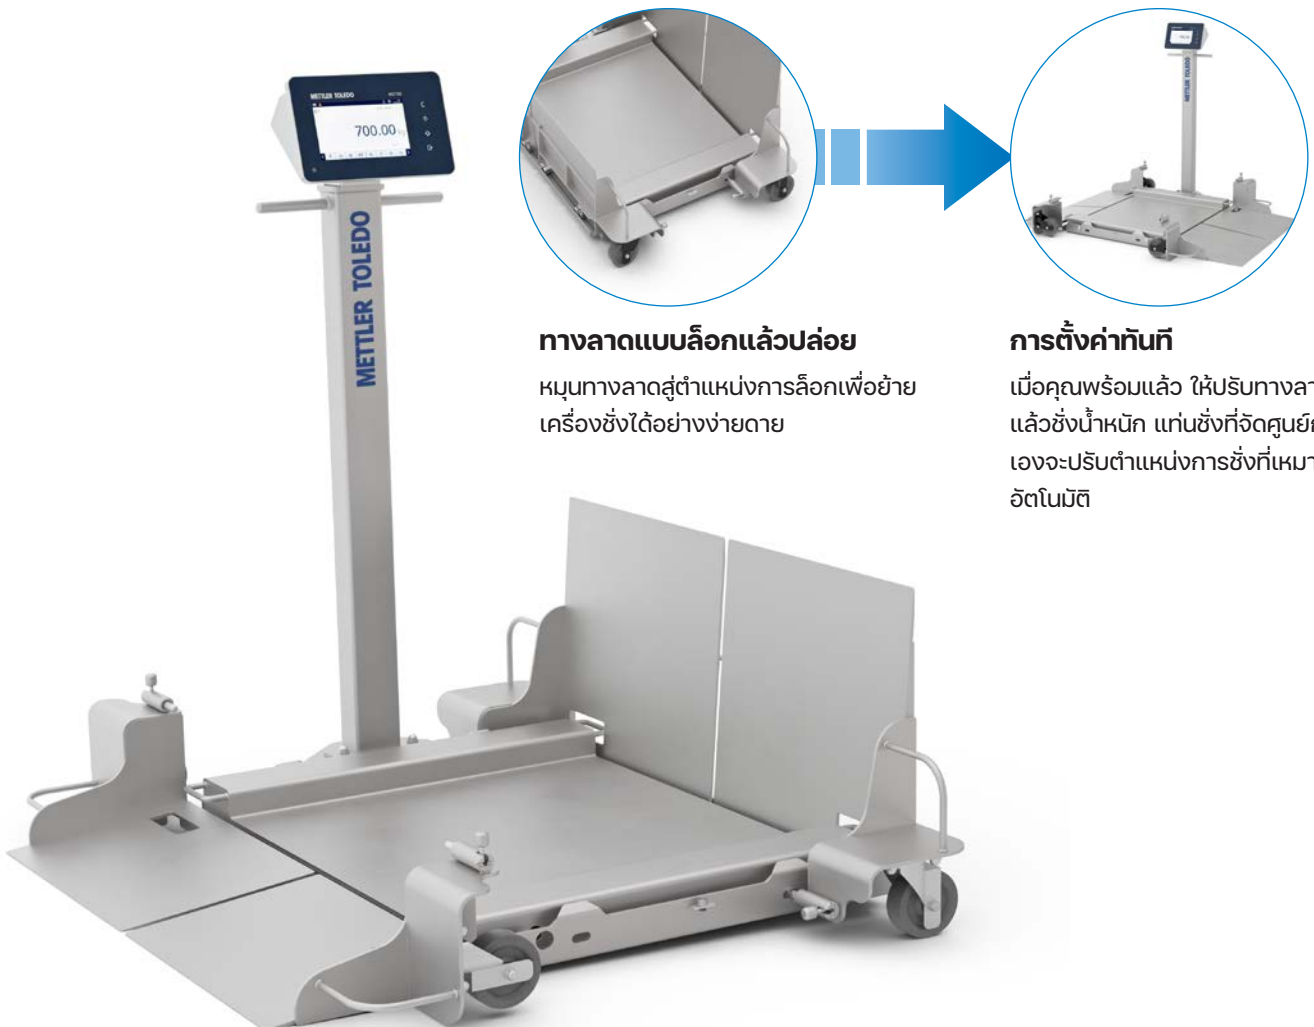 METTLER TOLEDO
700.00 kg
METTLER TOLEDO
ทางลาดแบบล็อกแล้วปล่อย
หมุนทางลาดสู่ตำแหน่งการล็อกเพื่อย้าย
เครื่องชั่งได้อย่างง่ายดาย
การตั้งค่าทันที
เมื่อคุณพร้อมแล้ว ให้ปรับทางลา
แล้วชั่งน้ำหนัก แท่นชั่งที่จัดศูนย์
เองจะปรับตำแหน่งการชั่งที่เหมา
อัตโนมัติ